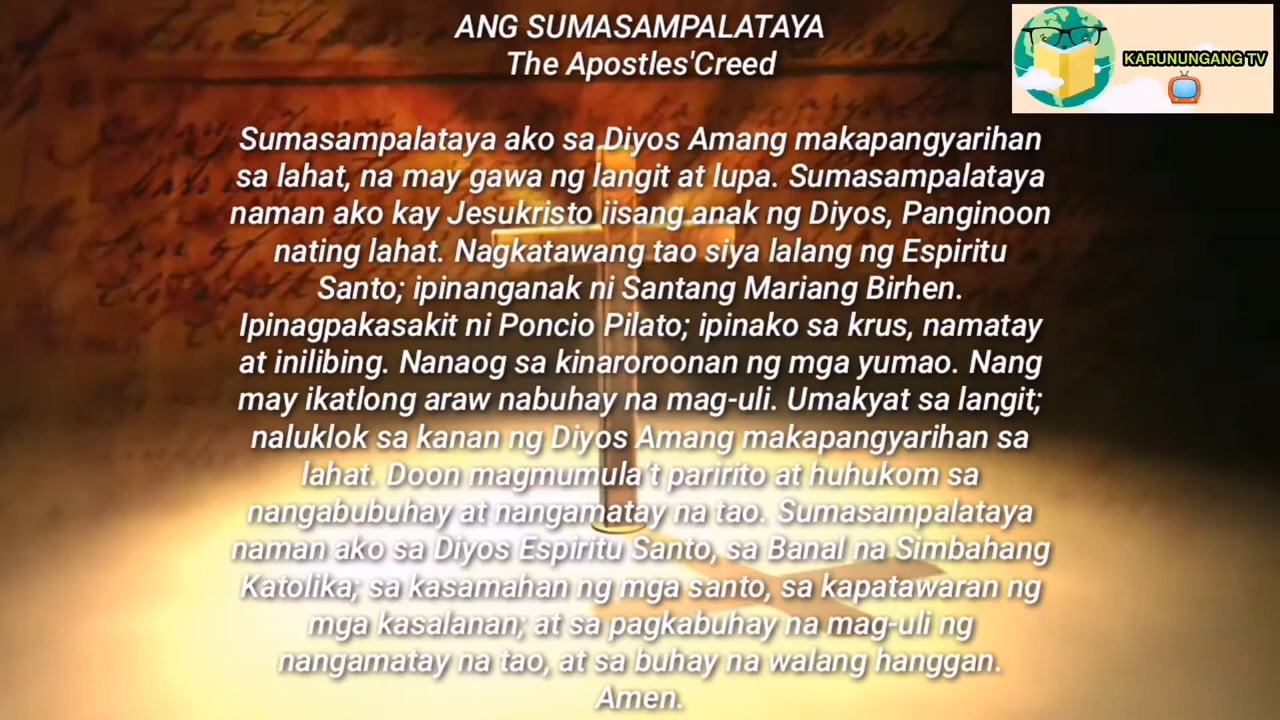 ANG SUMASAMPALATAYA
The Apostles'Creed
KARUNUNGANG TV
Sumasampalataya ako sa Diyos Amang makapangyarihan
sa lahat, na may gawa ng langit at lupa. Sumasampalataya
naman ako kay Jesukristo iisang anak ng Diyos, Panginoon
nating lahat. Nagkatawang tao siya lalang ng Espiritu
Santo; ipinanganak ni Santang Mariang Birhen.
Ipinagpakasakit ni Poncio Pilato; ipinako sa krus, namatay
at inilibing. Nanaog sa kinaroroonan ng mga yumao. Nang
may ikatlong araw nabuhay na mag-uli. Umakyat sa langit;
naluklok sa kanan ng Diyos Amang makapangyarihan sa
lahat. Doon magmumula't paririto at huhukom sa
nangabubuhay at nangamatay na tao. Sumasampalataya
naman ako sa Diyos Espiritu Santo, sa Banal na Simbahang
Katolika; sa kasamahan ng mga santo, sa kapatawaran ng
mga kasalanan; at sa pagkabuhay na mag-uli ng
nangamatay na tao, at sa buhay na walang hanggan.
Amen.